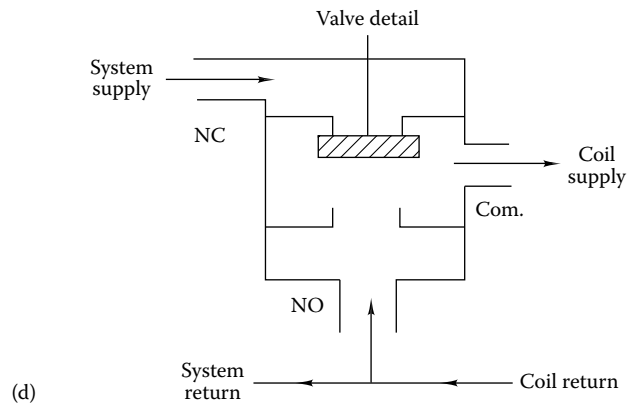 Valve detail
System
supply
NC
Coil
supply
Com.
NO
System
return
Coil return
(d)